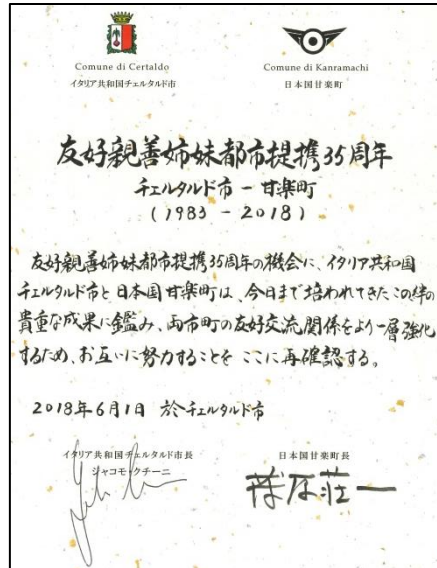 Comune di Certaldo
イタリア共和国チェルタルド市
Comune di Kanramachi
日本国甘楽町
友好親善姉妹都市提携35周年
チェルタルド市 - 甘楽町
(1983 - 2018)
友好親善姉妹都市提携35周年の機会に、イタリア共和国
チェルタルド市と日本国甘楽町は、今日まで培われてきたこの絆の
貴重な成果に鑑み、両市町の友好交流関係をより一層強化
するため、お互いに努力することを ここに再確認する。
2018年6月1日 於チェルタルド市
イタリア共和国チェルタルド市長
ジャコモ・クチーニ
日本国甘楽町長
茂原荘一